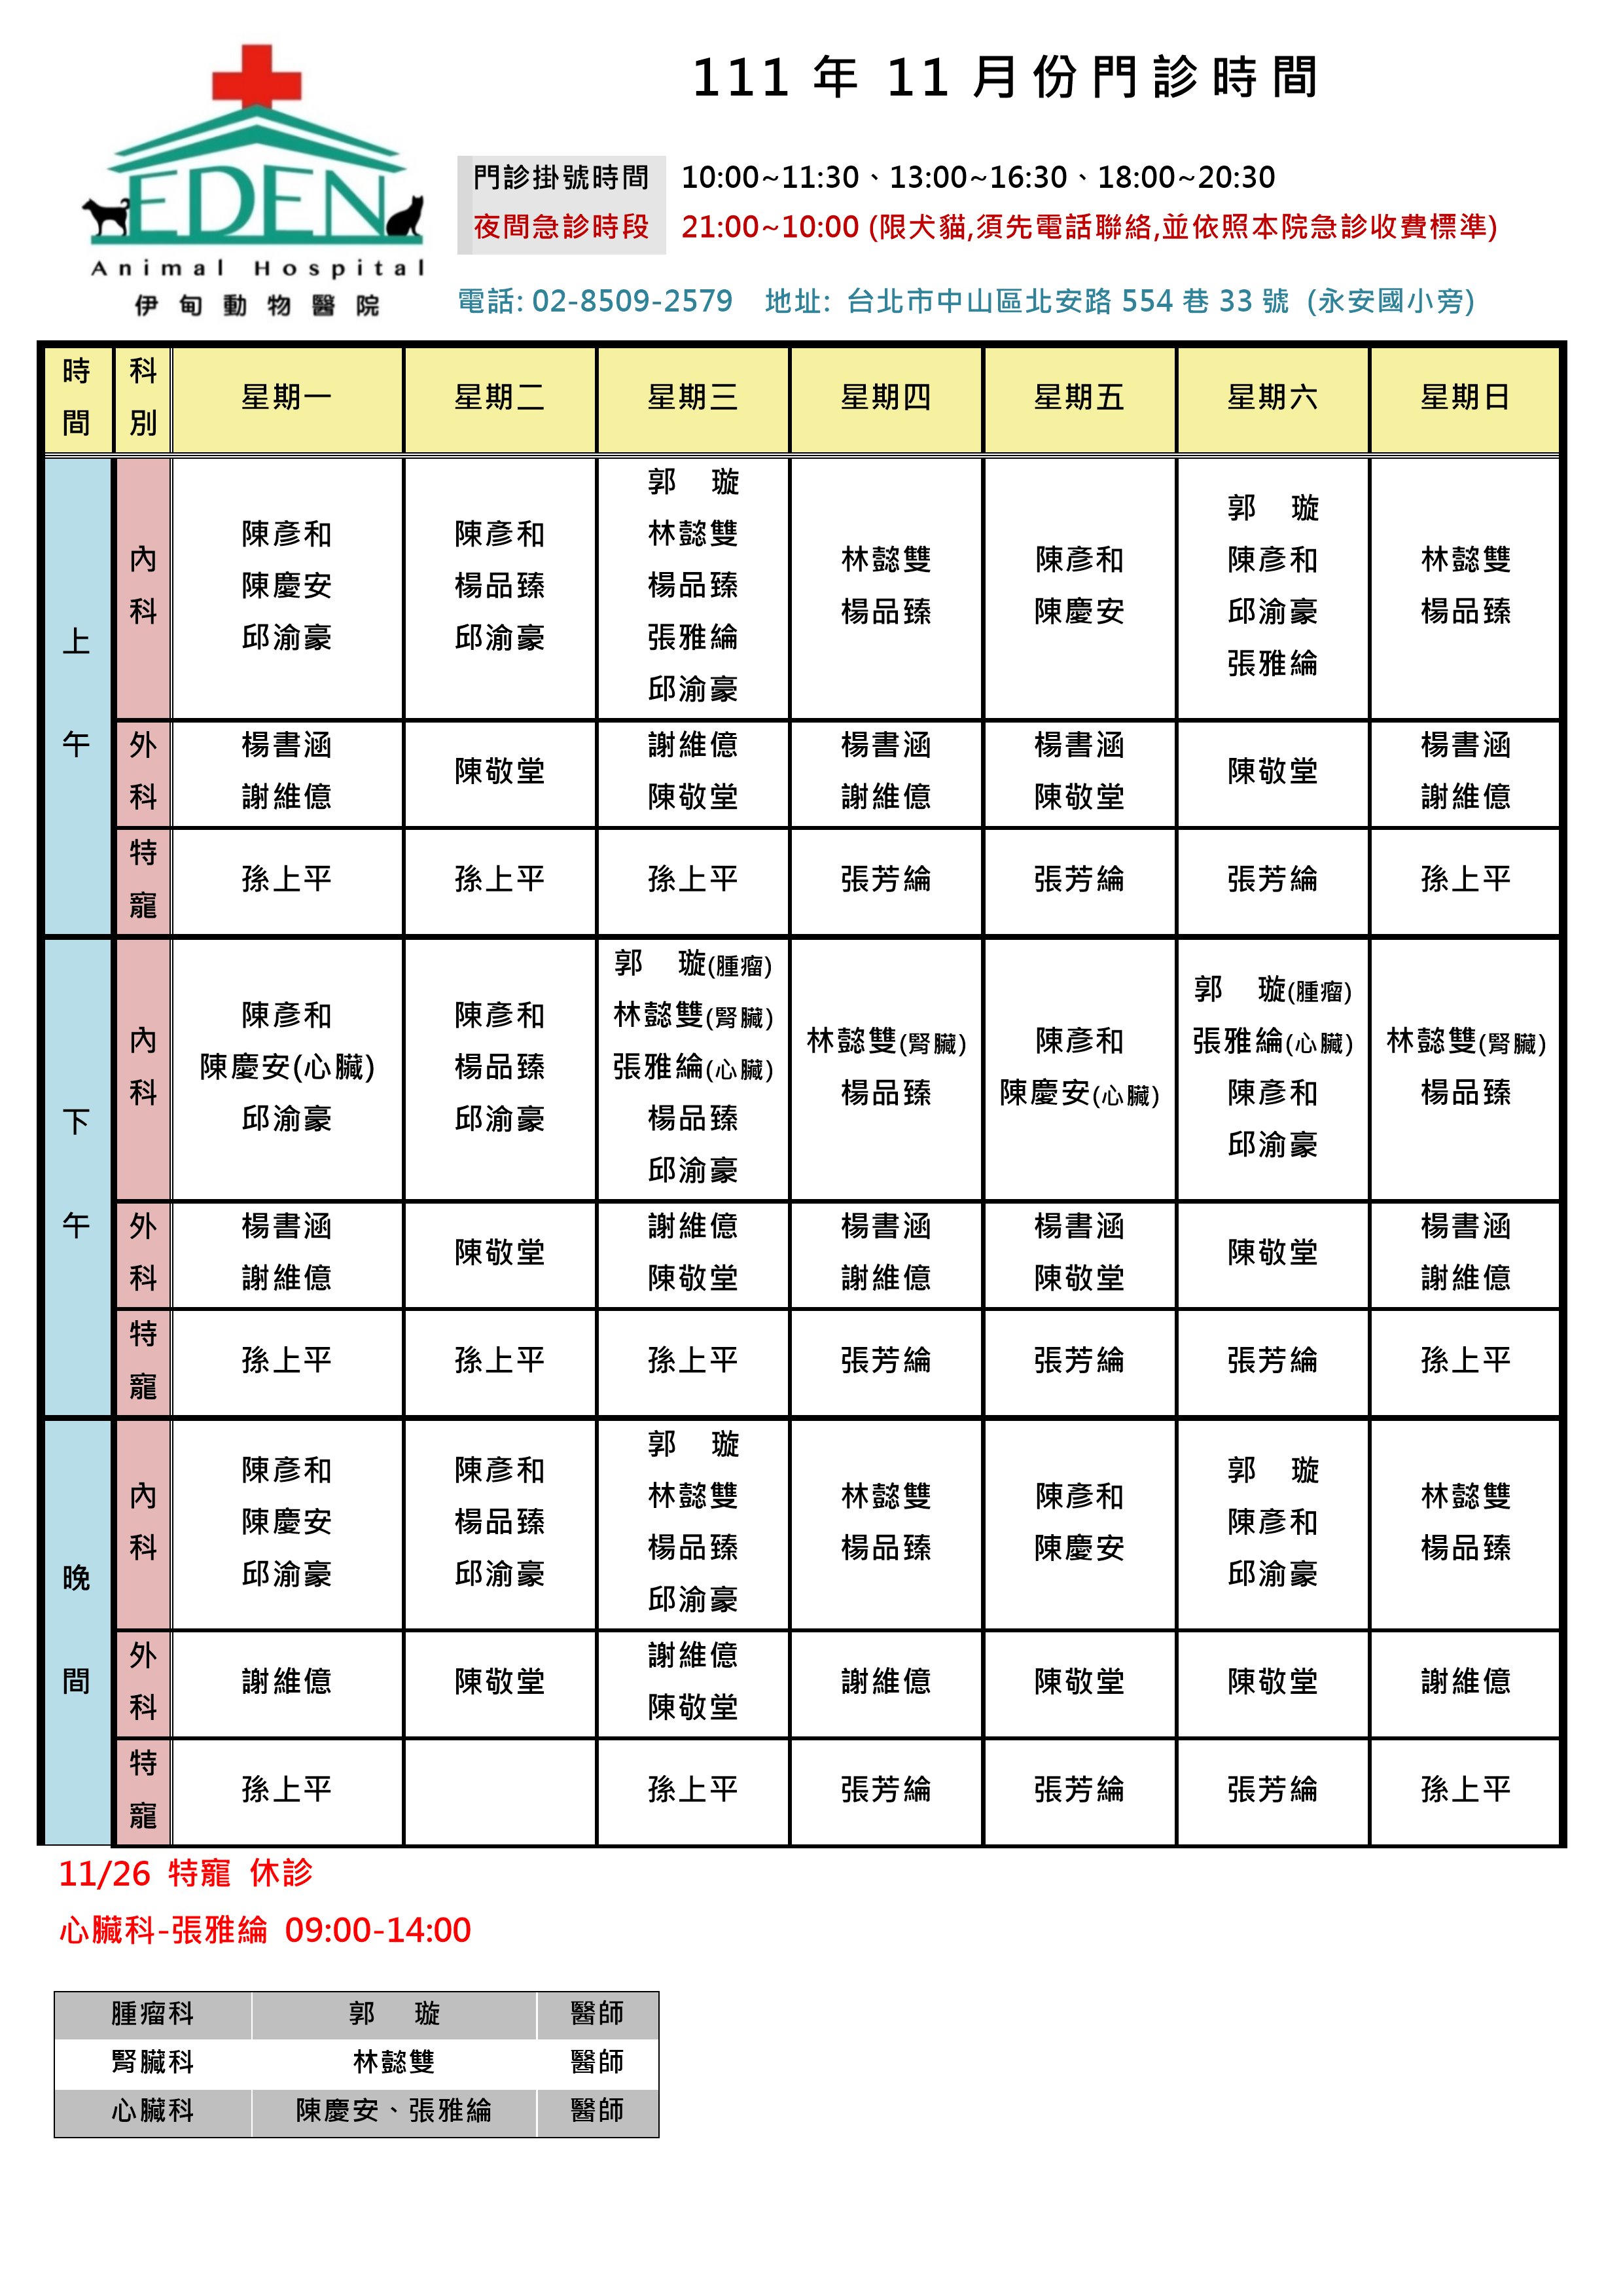 EDEN
Animal Hospital
伊甸動物醫院
111 年 11 月份門診時間
門診掛號時間 10:00~11:30、13:00~16:30、18:00~20:30
夜間急診時段 21:00~10:00 (限犬貓,須先電話聯絡,並依照本院急診收費標準)
電話: 02-8509-2579 地址: 台北市中山區北安路 554 巷 33 號 (永安國小旁)
時間 科別 星期一 星期二 星期三 星期四 星期五 星期六 星期日
上午
內科
陳彥和
陳慶安
邱渝豪
陳彥和
楊品臻
邱渝豪
郭 璇
林懿雙
楊品臻
張雅綸
邱渝豪
林懿雙
楊品臻
陳彥和
陳慶安
郭 璇
陳彥和
邱渝豪
張雅綸
林懿雙
楊品臻
外科
楊書涵
謝維億
陳敬堂
謝維億
陳敬堂
楊書涵
謝維億
楊書涵
陳敬堂
陳敬堂
楊書涵
謝維億
特寵
孫上平
孫上平
孫上平
張芳綸
張芳綸
張芳綸
孫上平
下午
內科
陳彥和
陳慶安(心臟)
邱渝豪
陳彥和
楊品臻
邱渝豪
郭 璇(腫瘤)
林懿雙(腎臟)
張雅綸(心臟)
楊品臻
邱渝豪
林懿雙(腎臟)
楊品臻
陳彥和
陳慶安(心臟)
郭 璇(腫瘤)
張雅綸(心臟)
陳彥和
邱渝豪
林懿雙(腎臟)
楊品臻
外科
楊書涵
謝維億
陳敬堂
謝維億
陳敬堂
楊書涵
謝維億
楊書涵
陳敬堂
陳敬堂
楊書涵
謝維億
特寵
孫上平
孫上平
孫上平
張芳綸
張芳綸
張芳綸
孫上平
晚間
內科
陳彥和
陳慶安
邱渝豪
陳彥和
楊品臻
邱渝豪
郭 璇
林懿雙
楊品臻
邱渝豪
林懿雙
楊品臻
陳彥和
陳慶安
郭 璇
陳彥和
邱渝豪
林懿雙
楊品臻
外科
謝維億
陳敬堂
謝維億
陳敬堂
謝維億
陳敬堂
陳敬堂
謝維億
特寵
孫上平
孫上平
張芳綸
張芳綸
張芳綸
孫上平
11/26 特寵 休診
心臟科-張雅綸 09:00-14:00
腫瘤科 郭 璇 醫師
腎臟科 林懿雙 醫師
心臟科 陳慶安、張雅綸 醫師